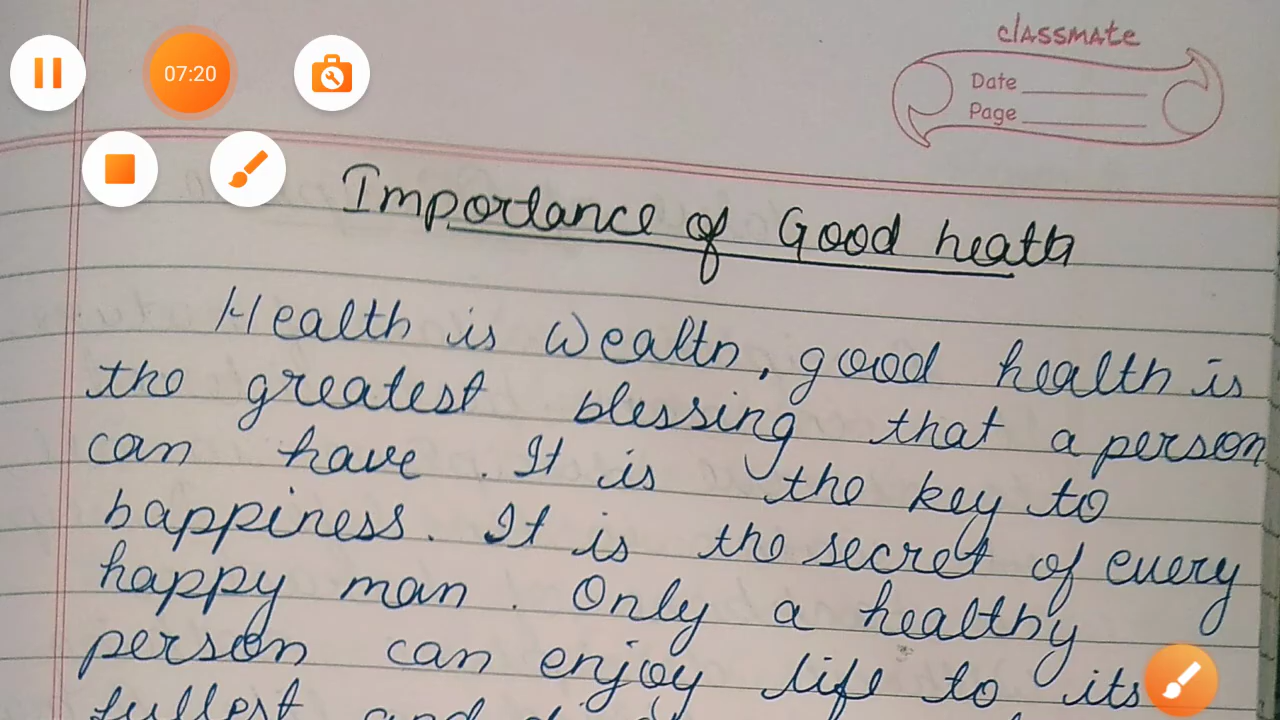 07:20
classmate
Date
Page
Importance of Good heath
Health is Wealth, good health is
the greatest blessing that a person
can have. It is the key to
happiness. It is the secret of every
happy man. Only a healthy
person can enjoy life to its
fullest and